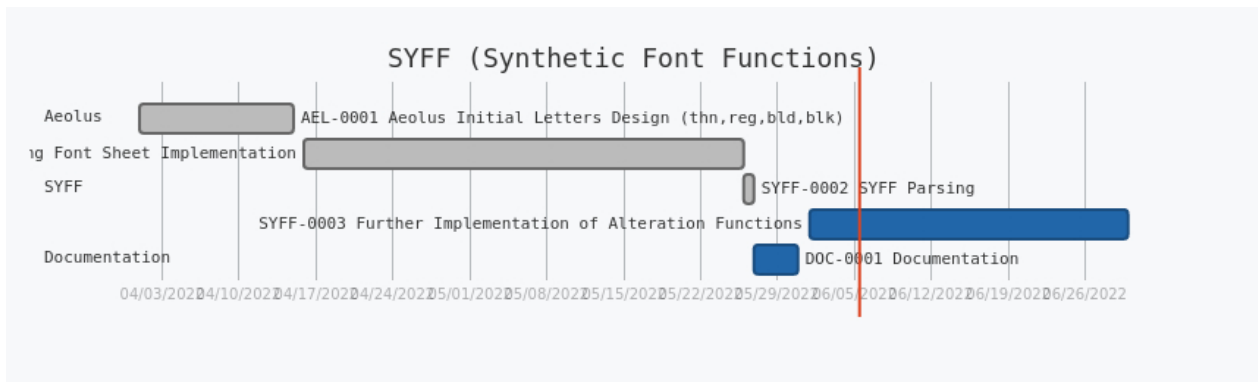 SYFF (Synthetic Font Functions)
Aeolus
AEL-0001 Aeolus Initial Letters Design (thn,reg,bld,blk)
Font Sheet Implementation
SYFF
SYFF-0002 SYFF Parsing
SYFF-0003 Further Implementation of Alteration Functions
Documentation
DOC-0001 Documentation
04/03/2022 04/10/2022 04/17/2022 04/24/2022 05/01/2022 05/08/2022 05/15/2022 05/22/2022 05/29/2022 06/05/2022 06/12/2022 06/19/2022 06/26/2022